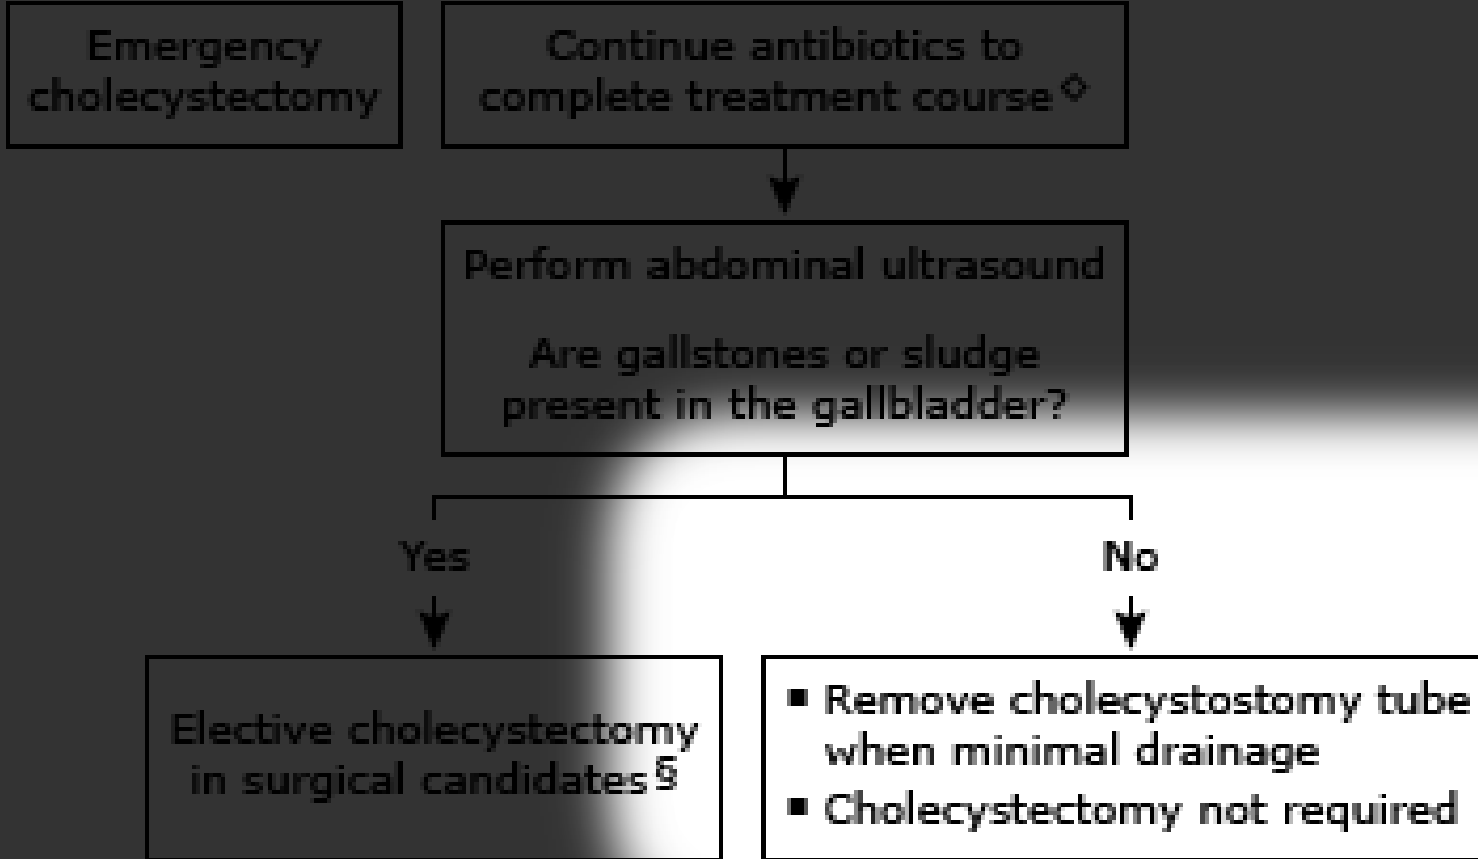 Emergency
cholecystectomy
Continue antibiotics to
complete treatment course◇
Perform abdominal ultrasound
Are gallstones or sludge
present in the gallbladder?
Yes
No
Elective cholecystectomy
in surgical candidates§
▪ Remove cholecystostomy tube
when minimal drainage
▪ Cholecystectomy not required